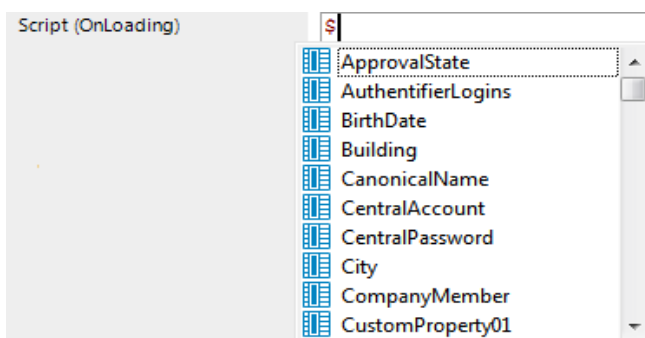 Script (OnLoading) $
ApprovalState
AuthentifierLogins
BirthDate
Building
CanonicalName
CentralAccount
CentralPassword
City
CompanyMember
CustomProperty01